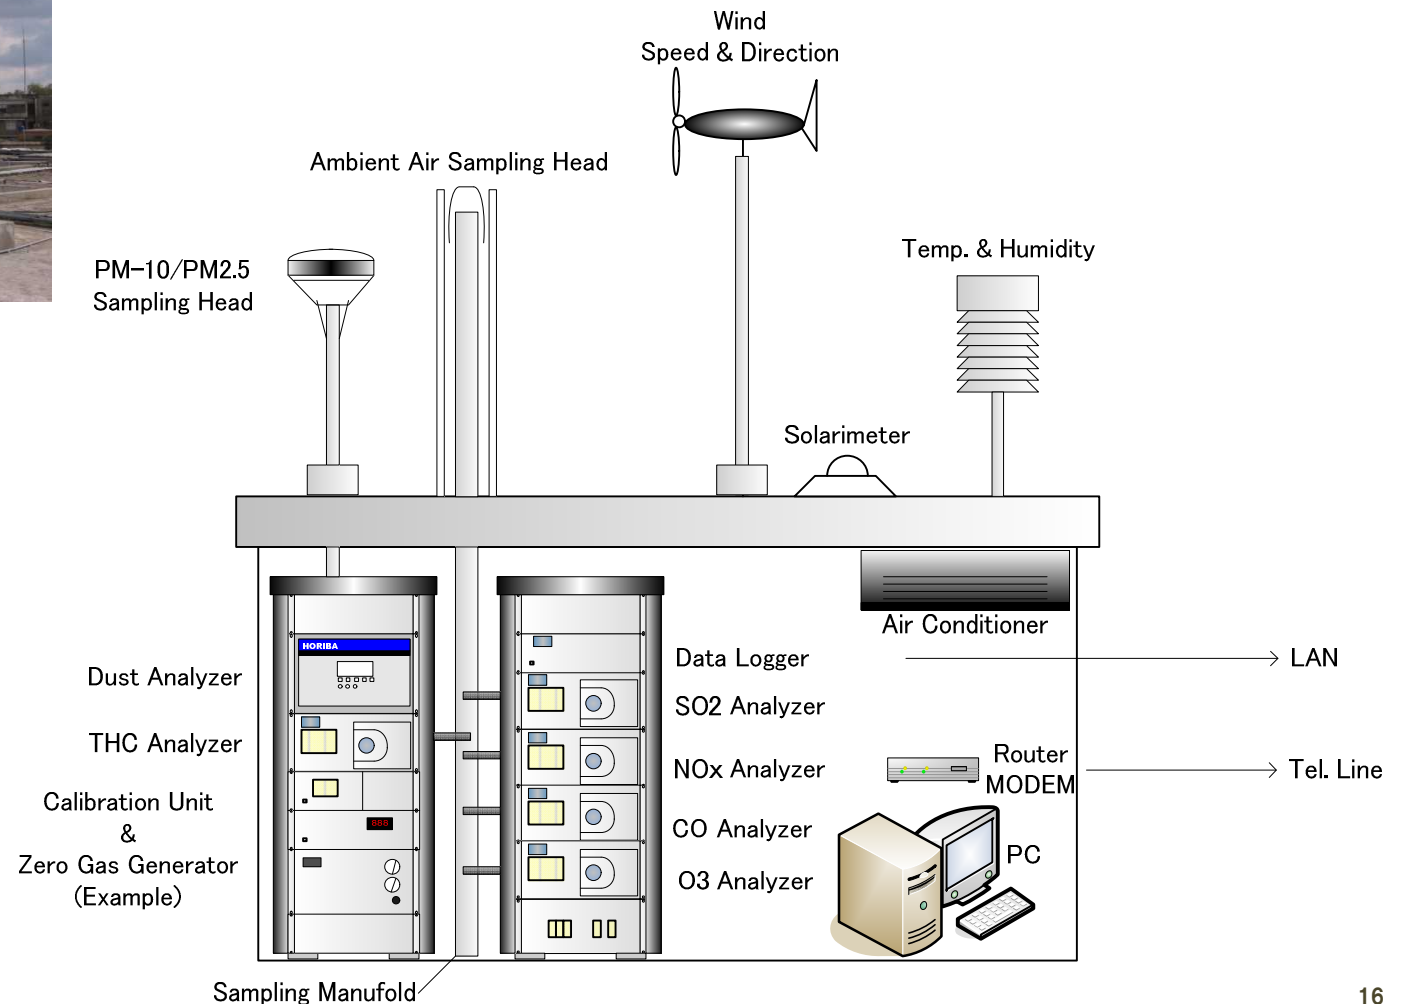 Wind
Speed & Direction
Ambient Air Sampling Head
PM-10/PM2.5
Sampling Head
Temp. & Humidity
Solarimeter
Air Conditioner
HORIBA
Dust Analyzer
THC Analyzer
Calibration Unit
&
Zero Gas Generator
(Example)
888
Data Logger
LAN
SO2 Analyzer
NOx Analyzer
Router
MODEM
Tel. Line
CO Analyzer
PC
O3 Analyzer
Sampling Manufold
16